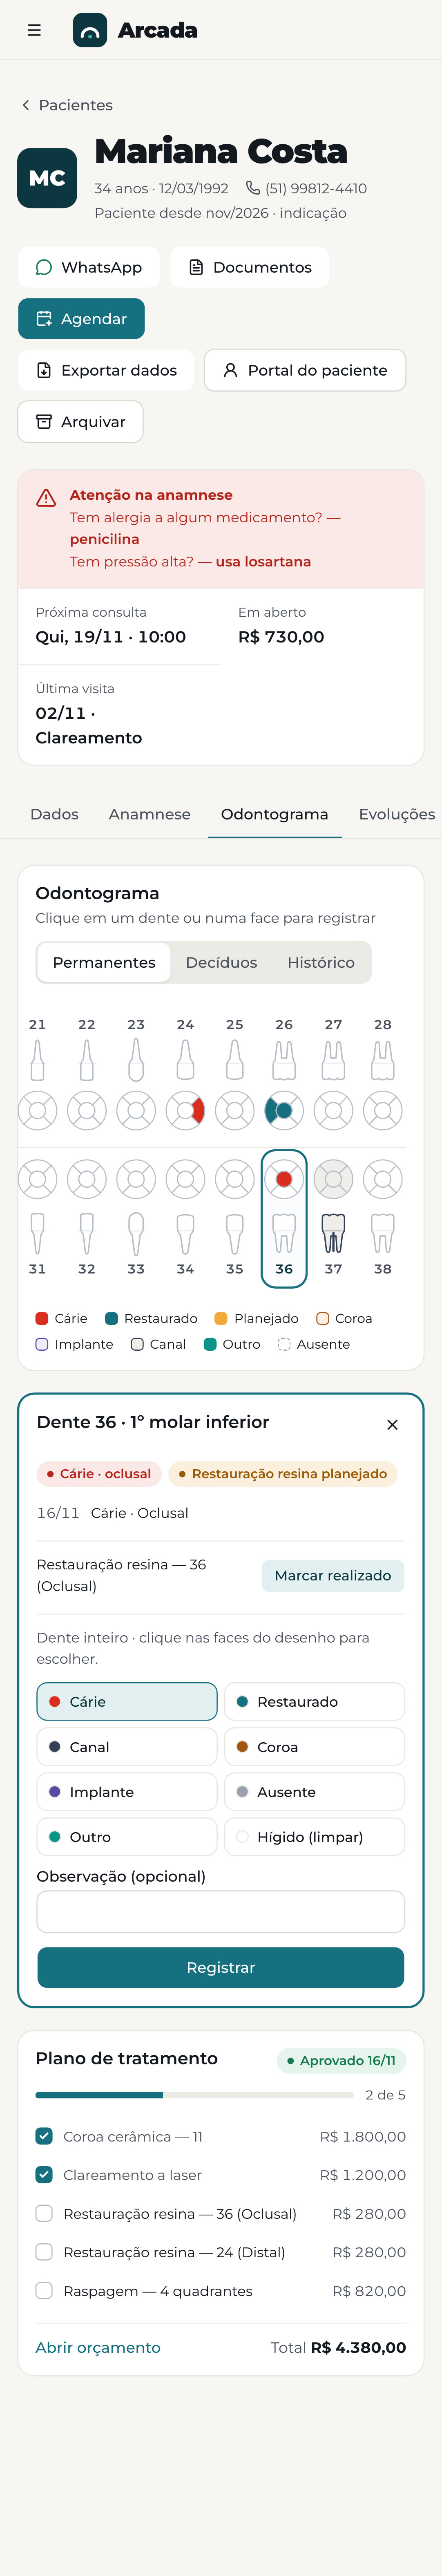 Arcada
Pacientes
MC
Mariana Costa
34 anos · 12/03/1992 (51) 99812-4410
Paciente desde nov/2026 · indicação
WhatsApp
Documentos
Agendar
Exportar dados
Portal do paciente
Arquivar
Atenção na anamnese
Tem alergia a algum medicamento? —
penicilina
Tem pressão alta? — usa losartana
Próxima consulta
Qui, 19/11 · 10:00
Em aberto
R$ 730,00
Última visita
02/11 ·
Clareamento
Dados Anamnese Odontograma Evoluções
Odontograma
Clique em um dente ou numa face para registrar
Permanentes Decíduos Histórico
21 22 23 24 25 26 27 28
31 32 33 34 35 36 37 38
Cárie Restaurado Planejado Coroa
Implante Canal Outro Ausente
Dente 36 · 1º molar inferior
Cárie · oclusal Restauração resina planejado
16/11 Cárie · Oclusal
Restauração resina — 36
(Oclusal)
Marcar realizado
Dente inteiro · clique nas faces do desenho para
escolher.
Cárie Restaurado
Canal Coroa
Implante Ausente
Outro Hígido (limpar)
Observação (opcional)
Registrar
Plano de tratamento
Aprovado 16/11
2 de 5
Coroa cerâmica — 11 R$ 1.800,00
Clareamento a laser R$ 1.200,00
Restauração resina — 36 (Oclusal) R$ 280,00
Restauração resina — 24 (Distal) R$ 280,00
Raspagem — 4 quadrantes R$ 820,00
Abrir orçamento Total R$ 4.380,00